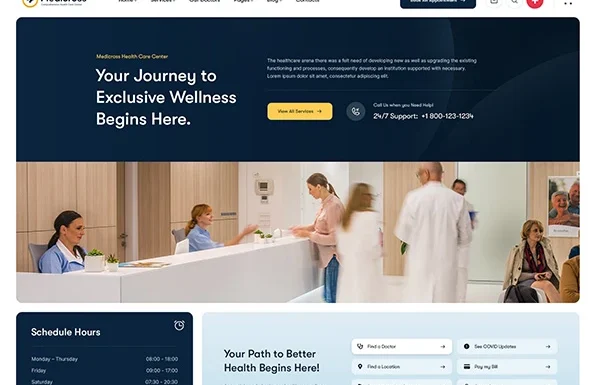 Medicross
Home Services Our Doctors Pages Blog Contacts
Medicross Health Care Center
Your Journey to
Exclusive Wellness
Begins Here.
The healthcare arena there was a full need of developing new as well as upgrading the existing
functioning and processes, consequently develop an institution supported with necessary.
Lorem ipsum dolor sit amet, consectetur adipiscing elit.
View All Services
Call Us when you Need Help!
24/7 Support: +1 800-123-1234
Schedule Hours
Monday – Thursday 08:00 - 18:00
Friday 09:00 - 17:00
Saturday 07:30 - 20:30
Your Path to Better
Health Begins Here!
Find a Doctor
See COVID Updates
Find a Location
Pay my Bill